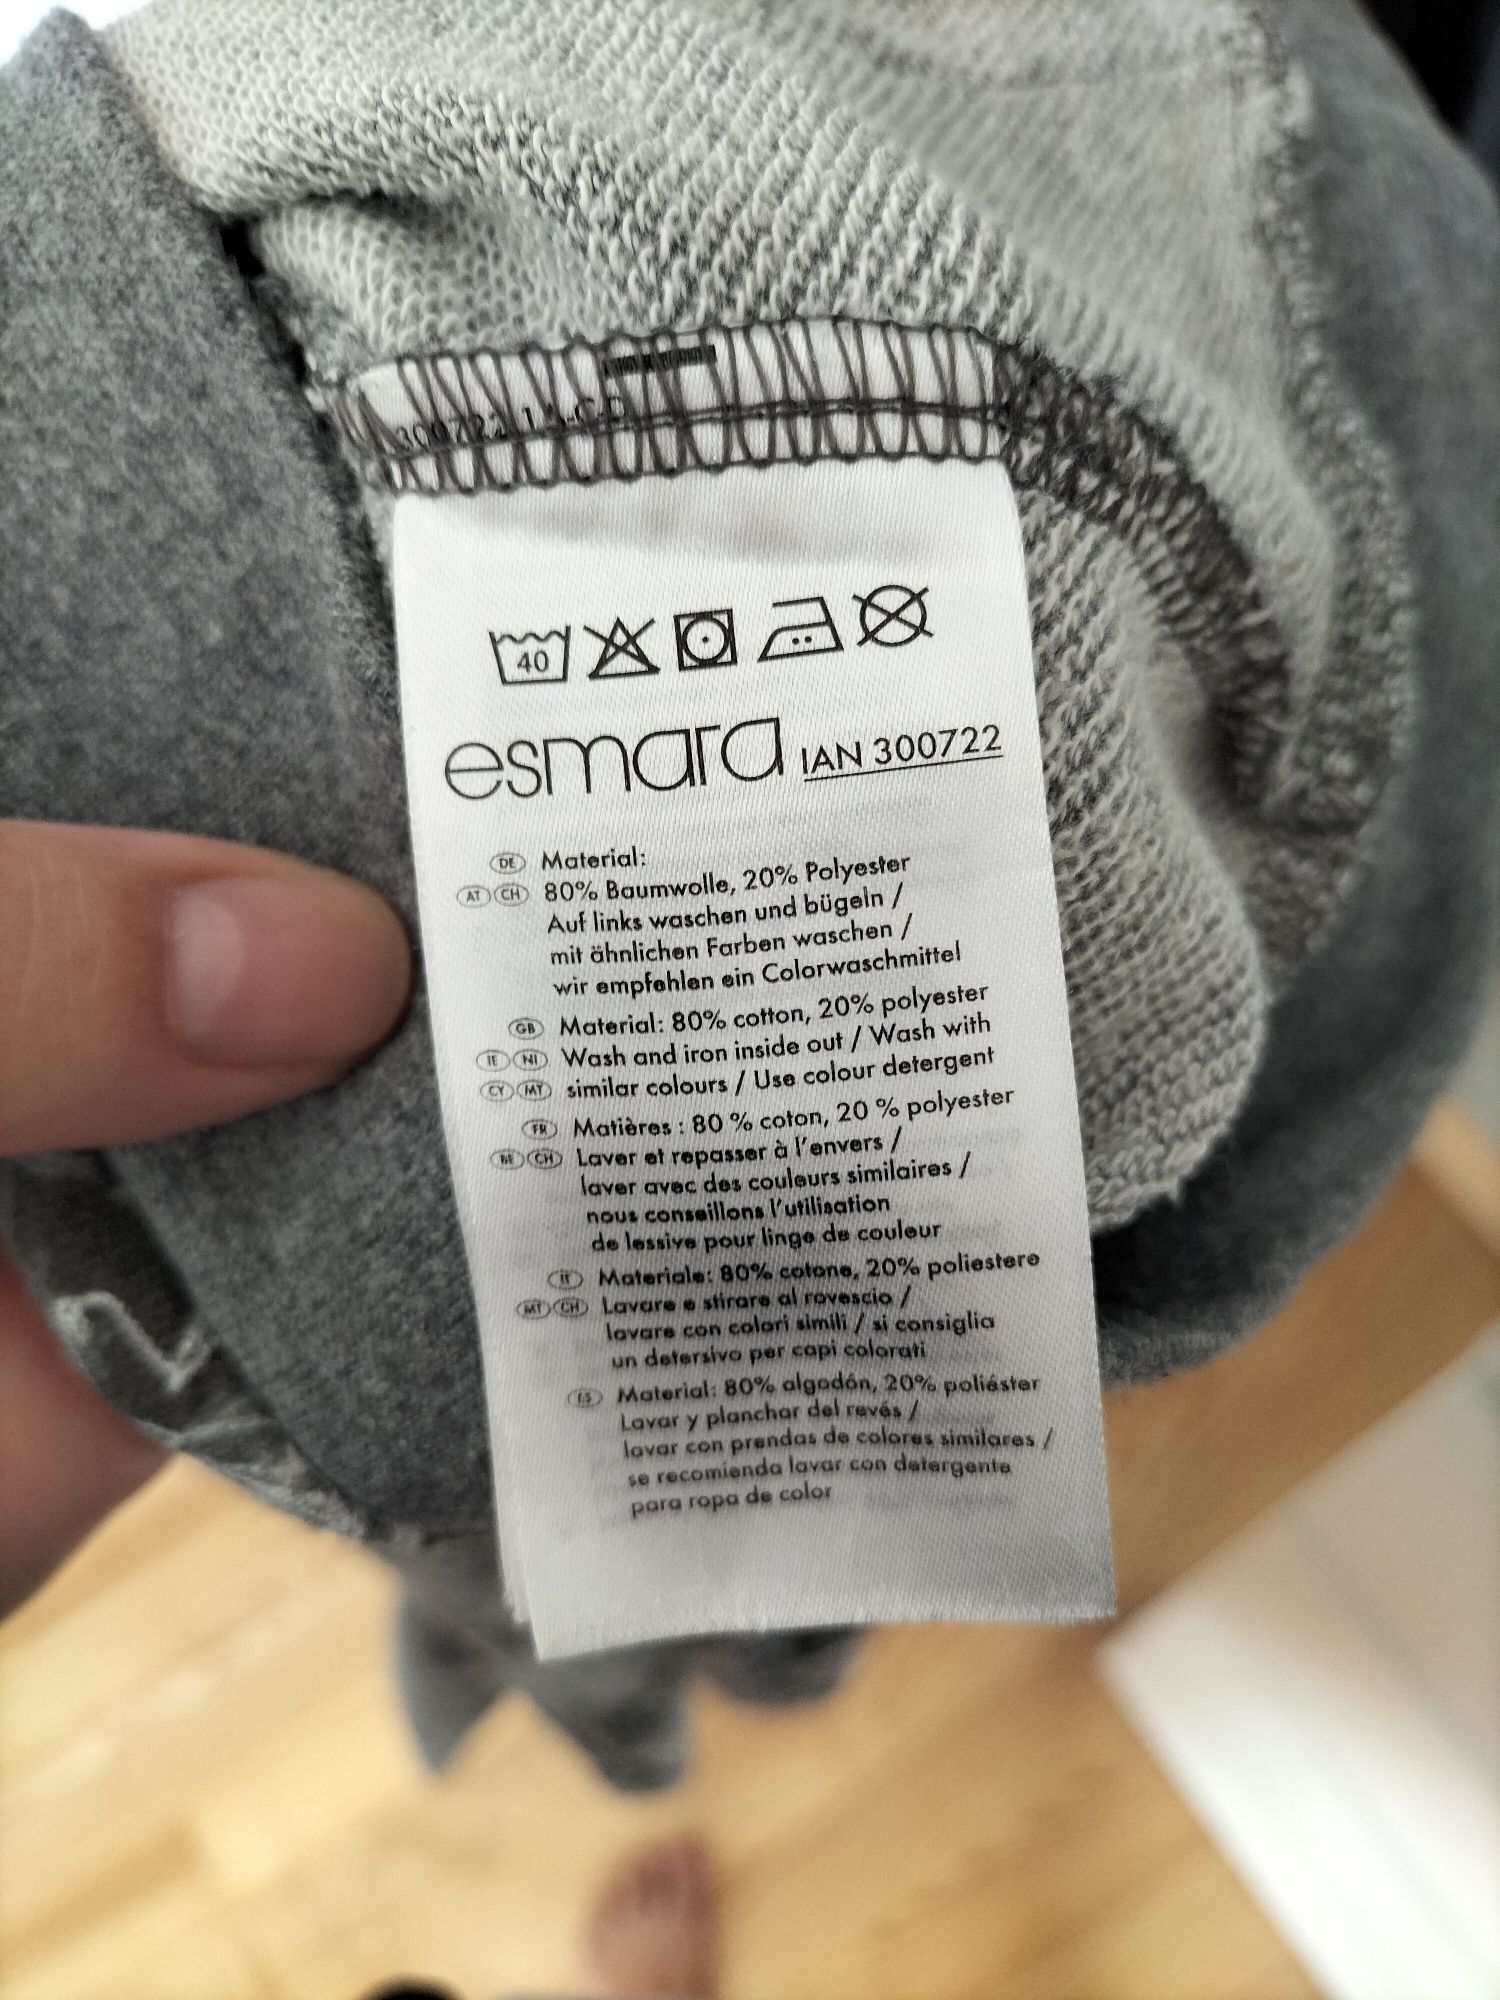 300722
40
esmara IAN 300722
DE Material:
AT CH 80% Baumwolle, 20% Polyester
Auf links waschen und bügeln /
mit ähnlichen Farben waschen /
wir empfehlen ein Colorwaschmittel
GB Material: 80% cotton, 20% polyester
IE NI Wash and iron inside out / Wash with
CY MT similar colours / Use colour detergent
FR Matières : 80 % coton, 20 % polyester
BE CH Laver et repasser à l'envers /
laver avec des couleurs similaires /
nous conseillons l'utilisation
de lessive pour linge de couleur
IT Materiale: 80% cotone, 20% poliestere
MT CH Lavare e stirare al rovescio /
lavare con colori simili / si consiglia
un detersivo per capi colorati
ES Material: 80% algodón, 20% poliéster
Lavar y planchar del revés /
lavar con prendas de colores similares /
se recomienda lavar con detergente
para ropa de color